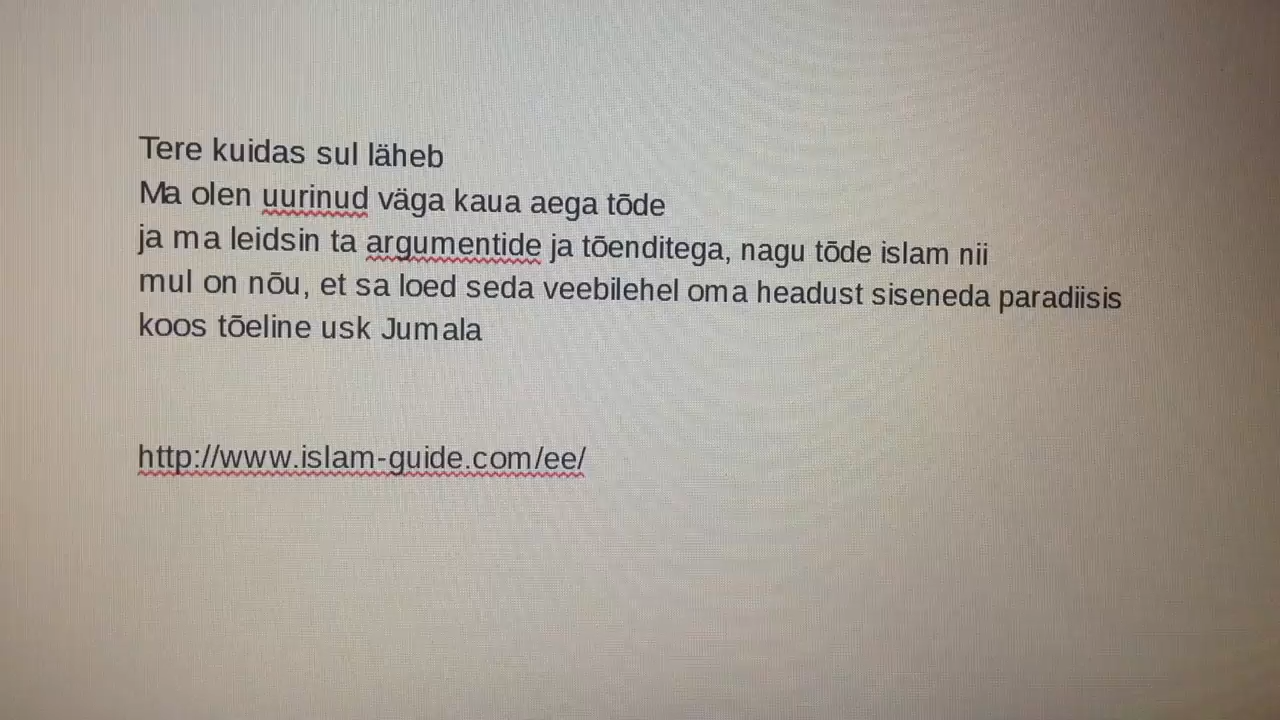 Tere kuidas sul läheb
Ma olen uurinud väga kaua aega tõde
ja ma leidsin ta argumentide ja tõenditega, nagu tõde islam nii
mul on nõu, et sa loed seda veebilehel oma headust siseneda paradiisis
koos tõeline usk Jumala
http://www.islam-guide.com/ee/